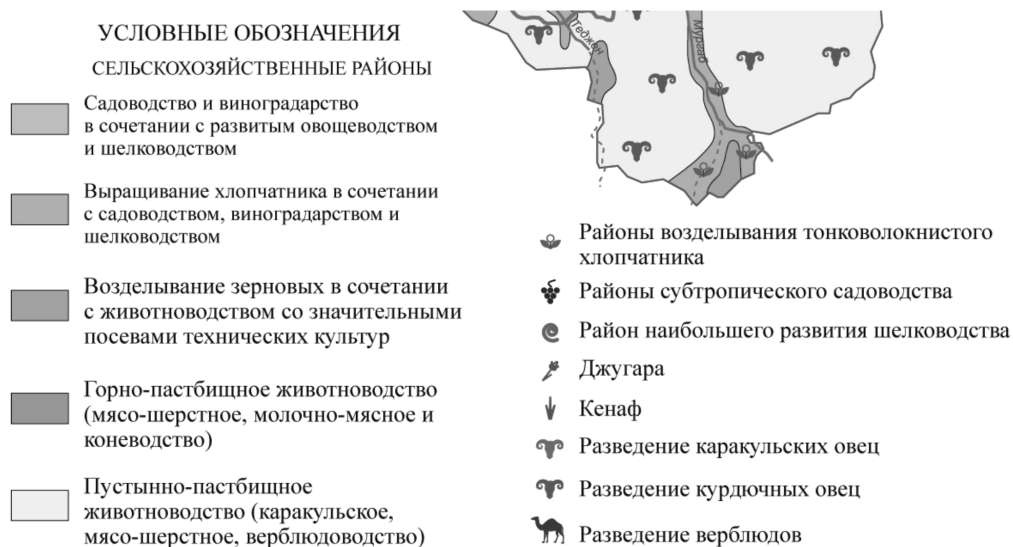 УСЛОВНЫЕ ОБОЗНАЧЕНИЯ
СЕЛЬСКОХОЗЯЙСТВЕННЫЕ РАЙОНЫ
Садоводство и виноградарство
в сочетании с развитым овощеводством
и шелководством
Выращивание хлопчатника в сочетании
с садоводством, виноградарством и
шелководством
Возделывание зерновых в сочетании
с животноводством со значительными
посевами технических культур
Горно-пастбищное животноводство
(мясо-шерстное, молочно-мясное и
коневодство)
Пустынно-пастбищное
животноводство (каракульское,
мясо-шерстное, верблюдоводство)
Теджен
Мургаб
Районы возделывания тонковолокнистого
хлопчатника
Районы субтропического садоводства
Район наибольшего развития шелководства
Джугара
Кенаф
Разведение каракульских овец
Разведение курдючных овец
Разведение верблюдов